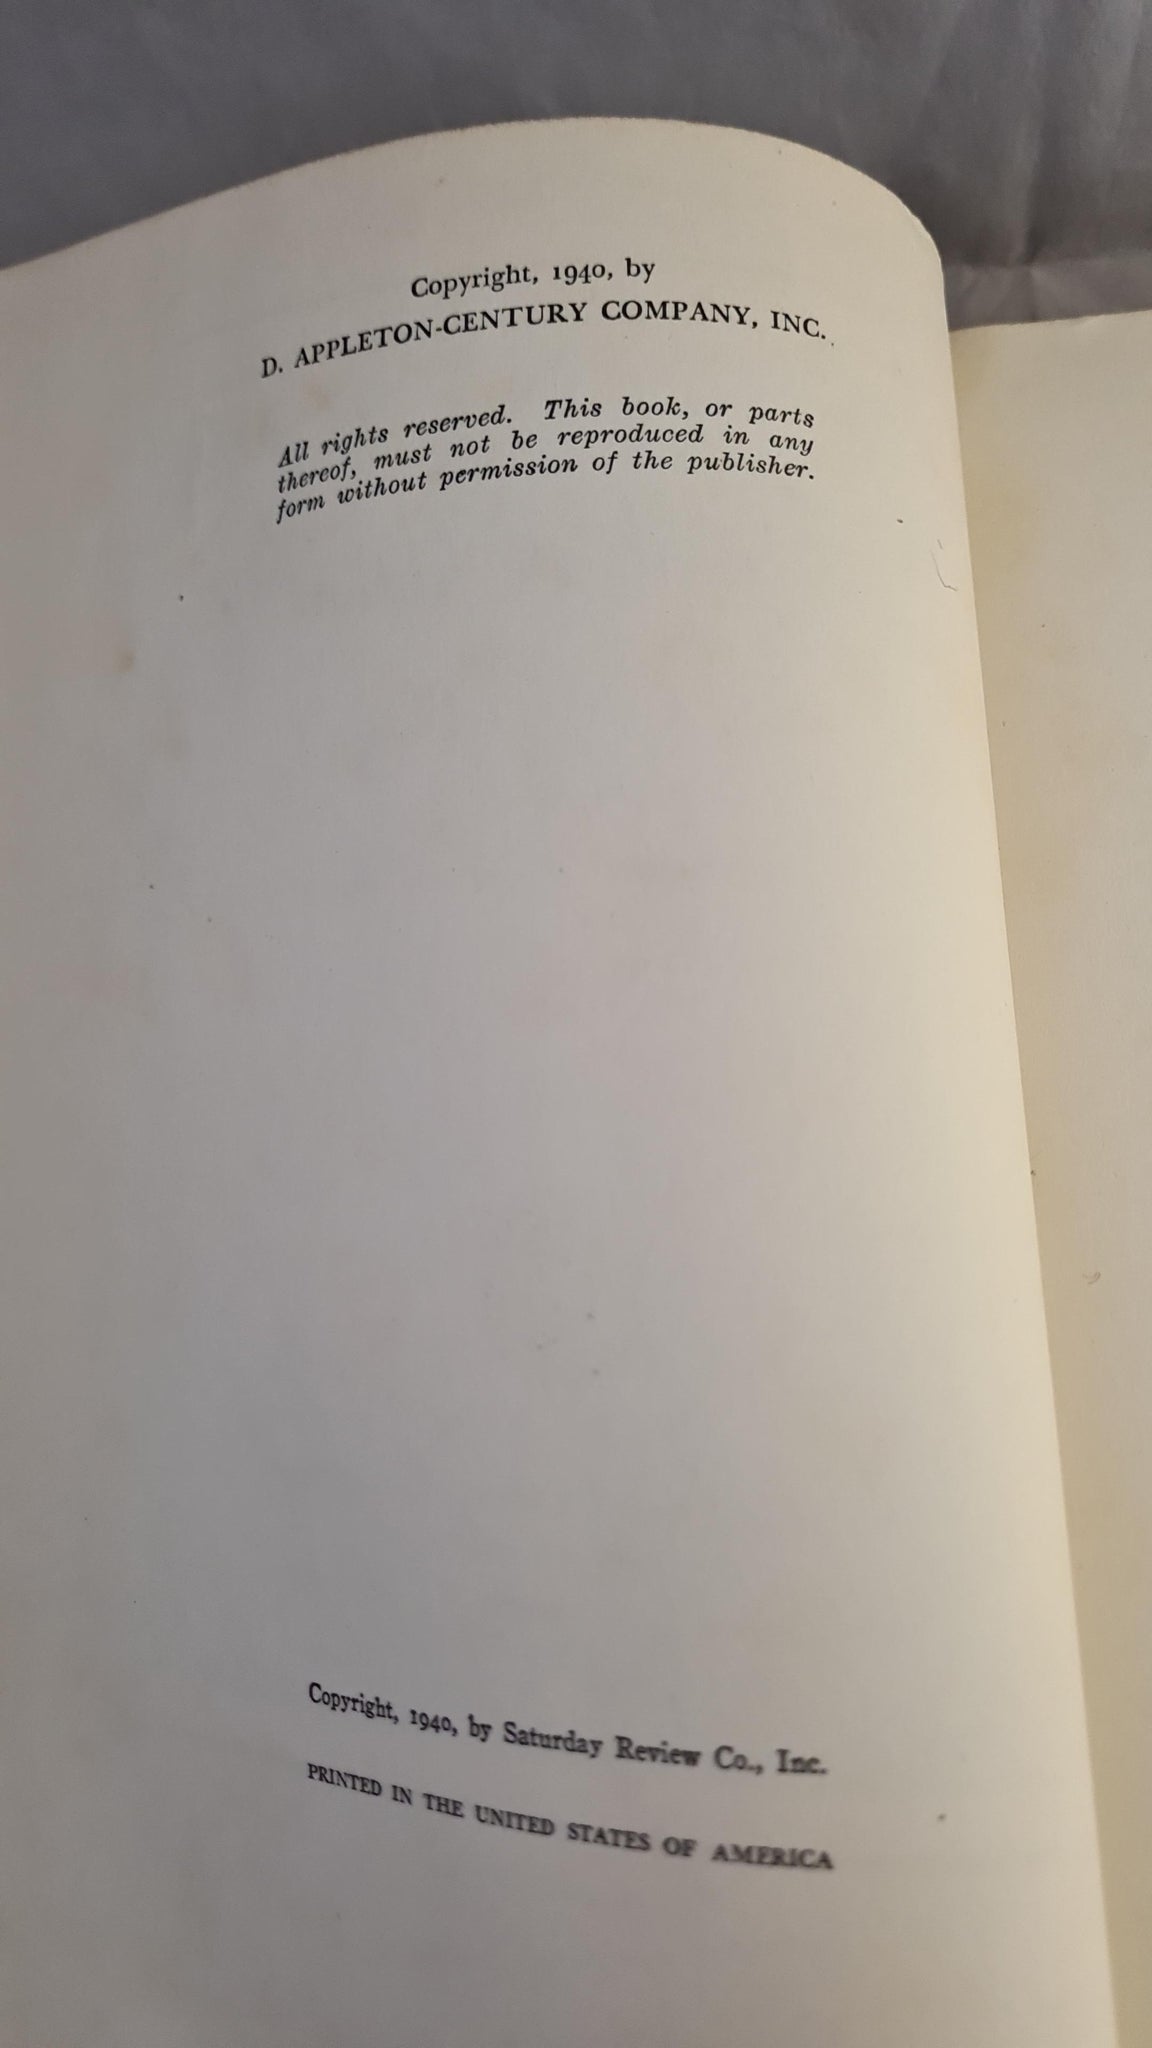 Copyright, 1940, by
D. APPLETON-CENTURY COMPANY, INC.
All rights reserved. This book, or parts
thereof, must not be reproduced in any
form without permission of the publisher.
Copyright, 1940, by Saturday Review Co., Inc.
PRINTED IN THE UNITED STATES OF AMERICA